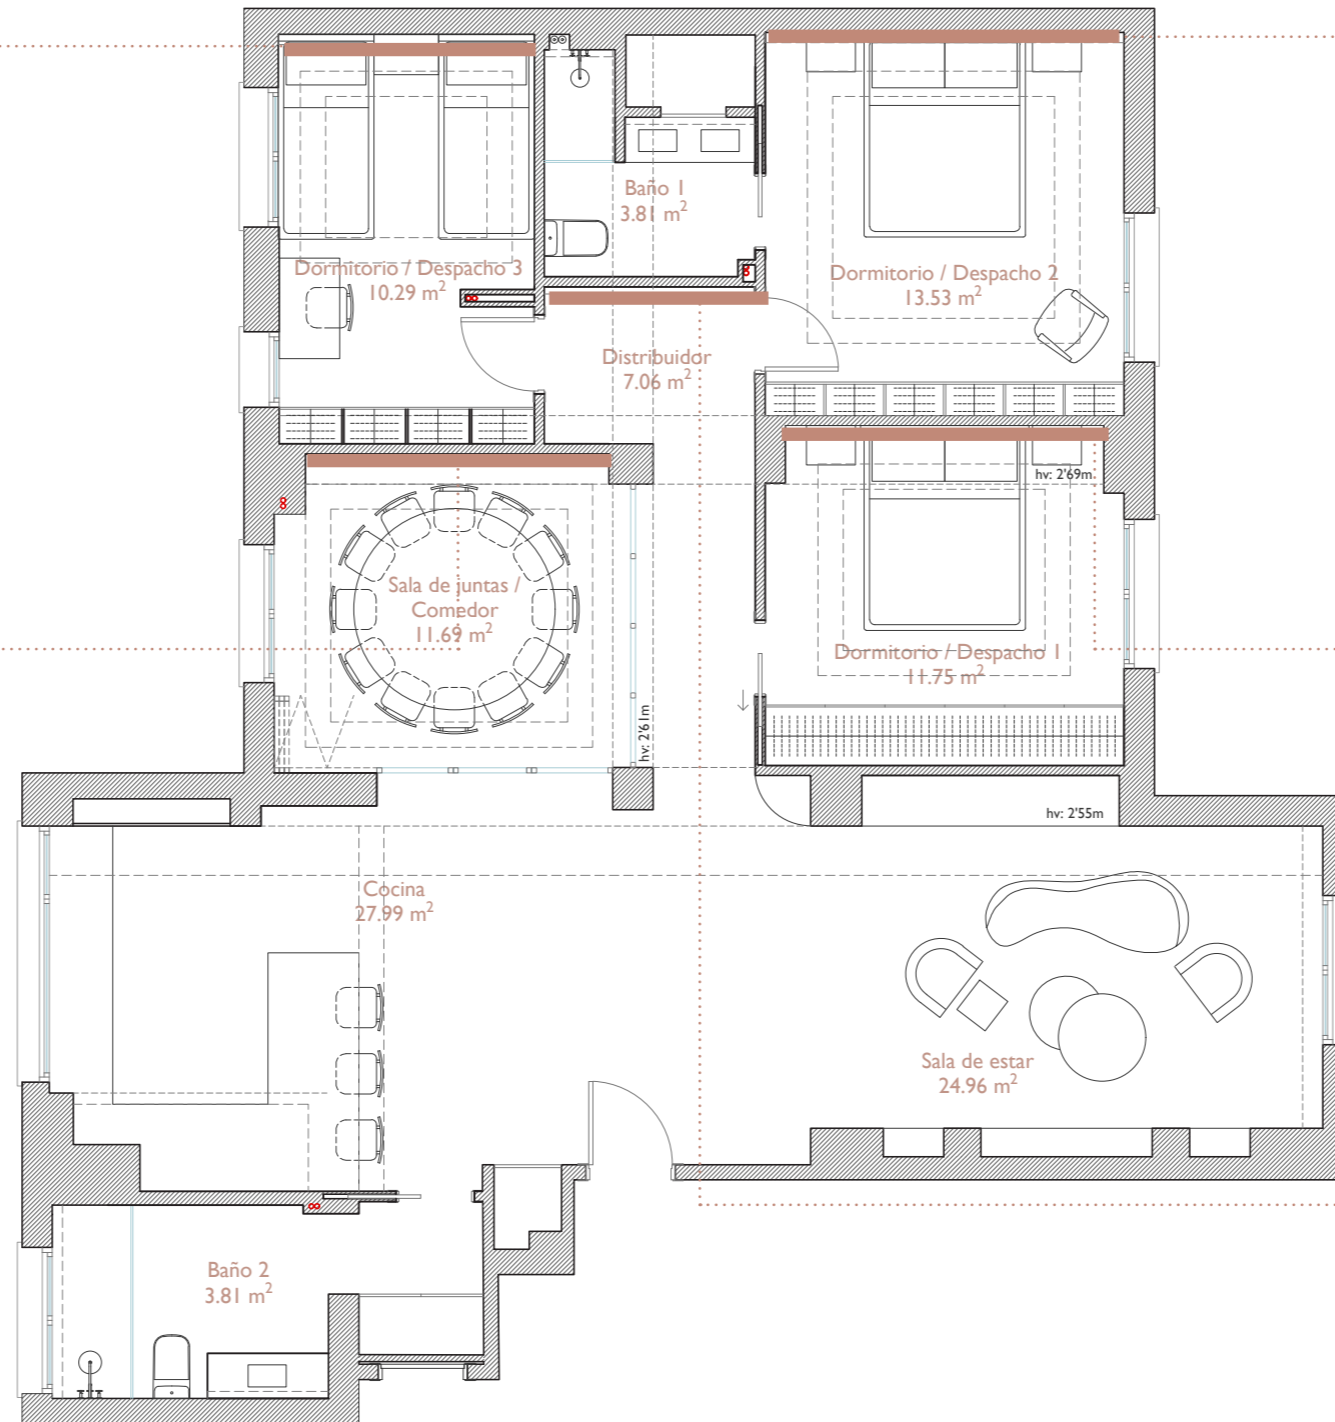 Baño 1
3.81 m²
Dormitorio / Despacho 3
10.29 m²
Dormitorio / Despacho 2
13.53 m²
Distribuidor
7.06 m²
hv: 2'69m
Sala de juntas /
Comedor
11.69 m²
Dormitorio / Despacho 1
11.75 m²
hv: 2'61m
hv: 2'55m
Cocina
27.99 m²
Sala de estar
24.96 m²
Baño 2
3.81 m²